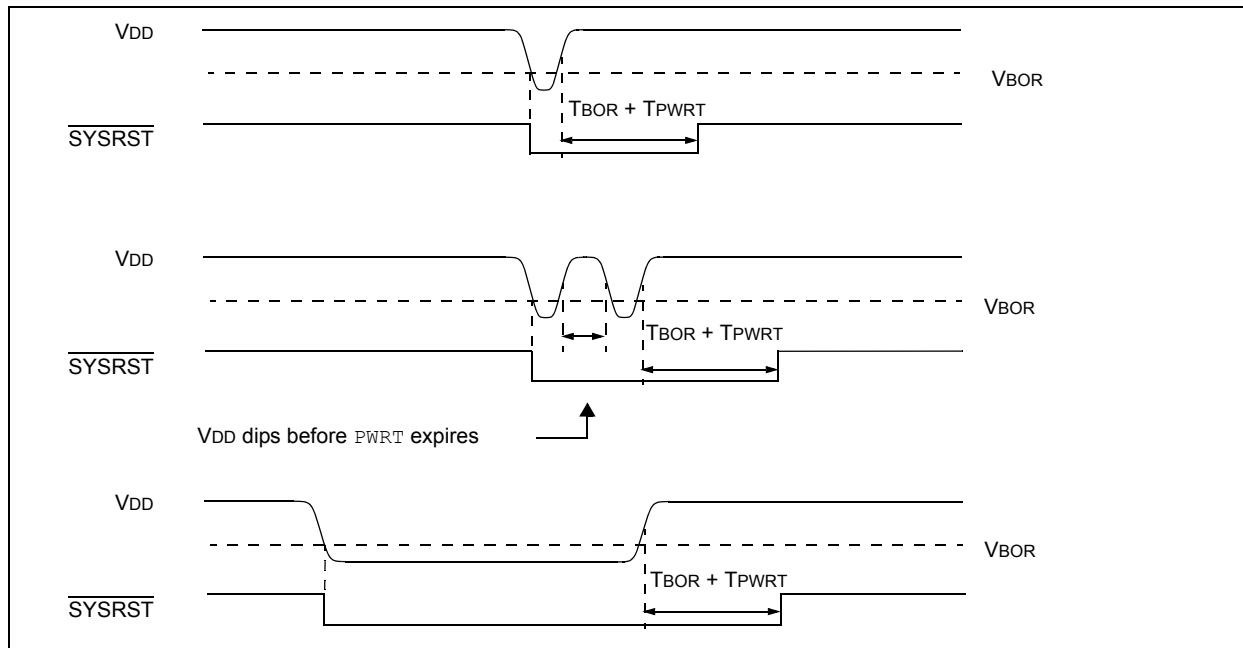 VDD
VBOR
TBOR + TPWRT
SYSRST
VDD
VBOR
TBOR + TPWRT
SYSRST
VDD dips before PWRT expires
VDD
VBOR
TBOR + TPWRT
SYSRST